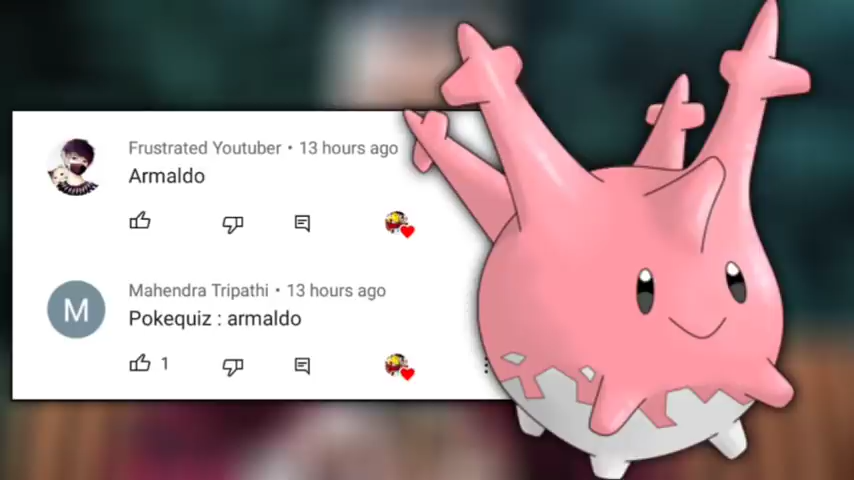 Frustrated Youtuber • 13 hours ago
Armaldo
M
Mahendra Tripathi • 13 hours ago
Pokequiz : armaldo
1